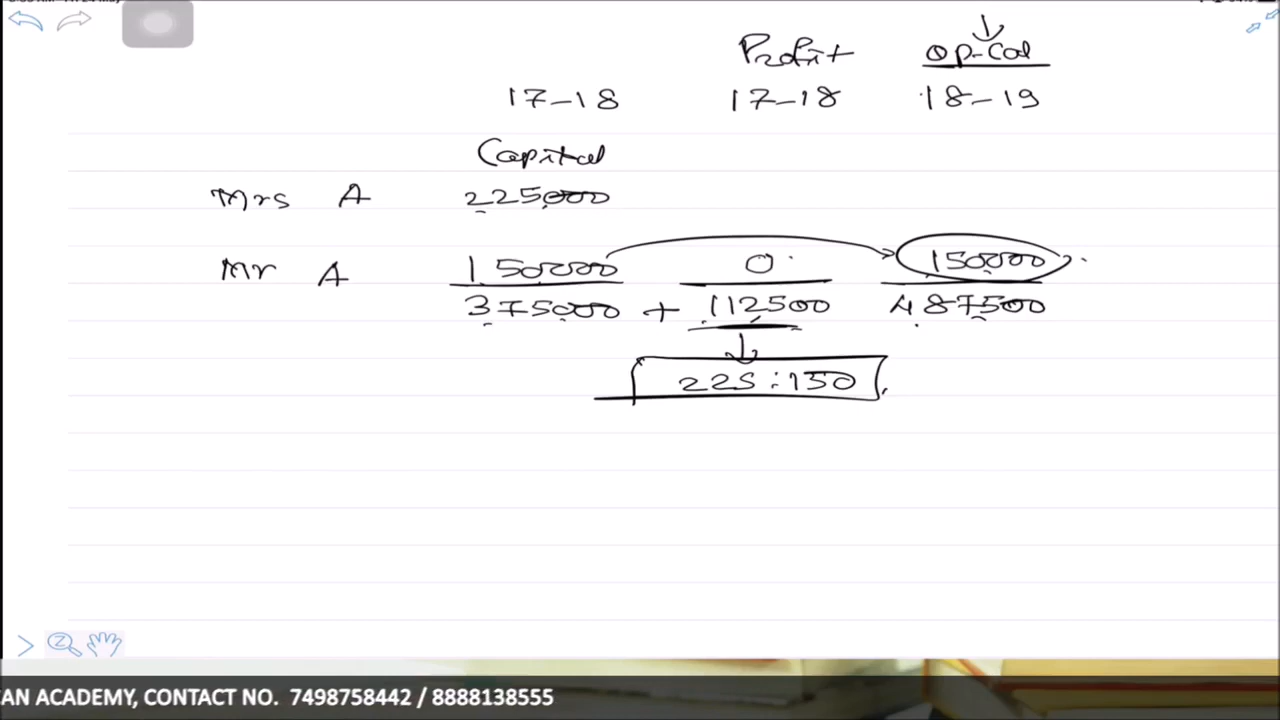 Profit Op-Cal
17-18 17-18 18-19
Capital
Mrs A 225000
Mr A 150000 0 150000
375000 + 112500 487500
225:150
CAN ACADEMY, CONTACT NO. 7498758442 / 8888138555